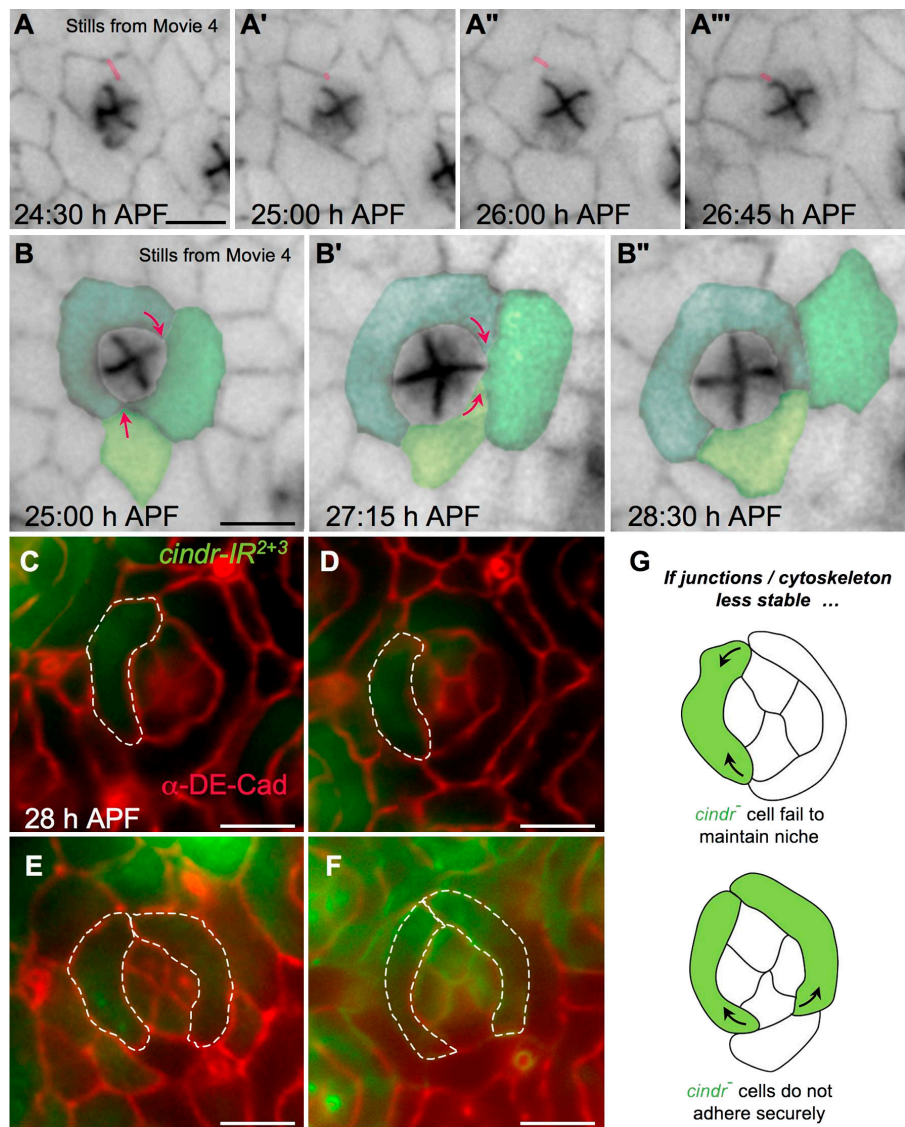 A
Stills from Movie 4
24:30 h APF
A'
25:00 h APF
A"
26:00 h APF
A"'
26:45 h APF
B
Stills from Movie 4
25:00 h APF
B'
27:15 h APF
B"
28:30 h APF
C
cindr-IR2+3
α-DE-Cad
28 h APF
D
E
F
G
If junctions / cytoskeleton
less stable ...
cindr- cell fail to
maintain niche
cindr- cells do not
adhere securely